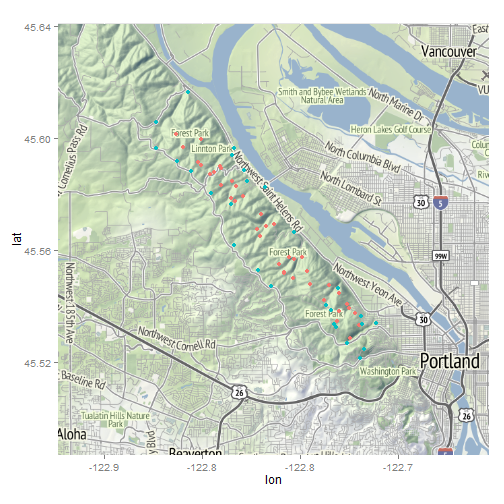 45.64
45.60
45.56
45.52
lat
-122.9
-122.8
-122.8
-122.7
lon
Vancouver
VU
Smith and Bybee Wetlands
Natural Area
North Marine Dr
Heron Lakes Golf Course
North Columbia Blvd
North Lombard St
Cornelius Pass Rd
Forest Park
Linnton Park
Northwest Saint Helens Rd
5
30
99W
Forest Park
Northwest Yeon Ave
Northwest 185th Ave
Forest Park
30
Northwest Cornell Rd
Portland
Washington Park
Baseline Rd
26
26
Tualatin Hills Nature
Park
Aloha
Blvd
Beaverton
5